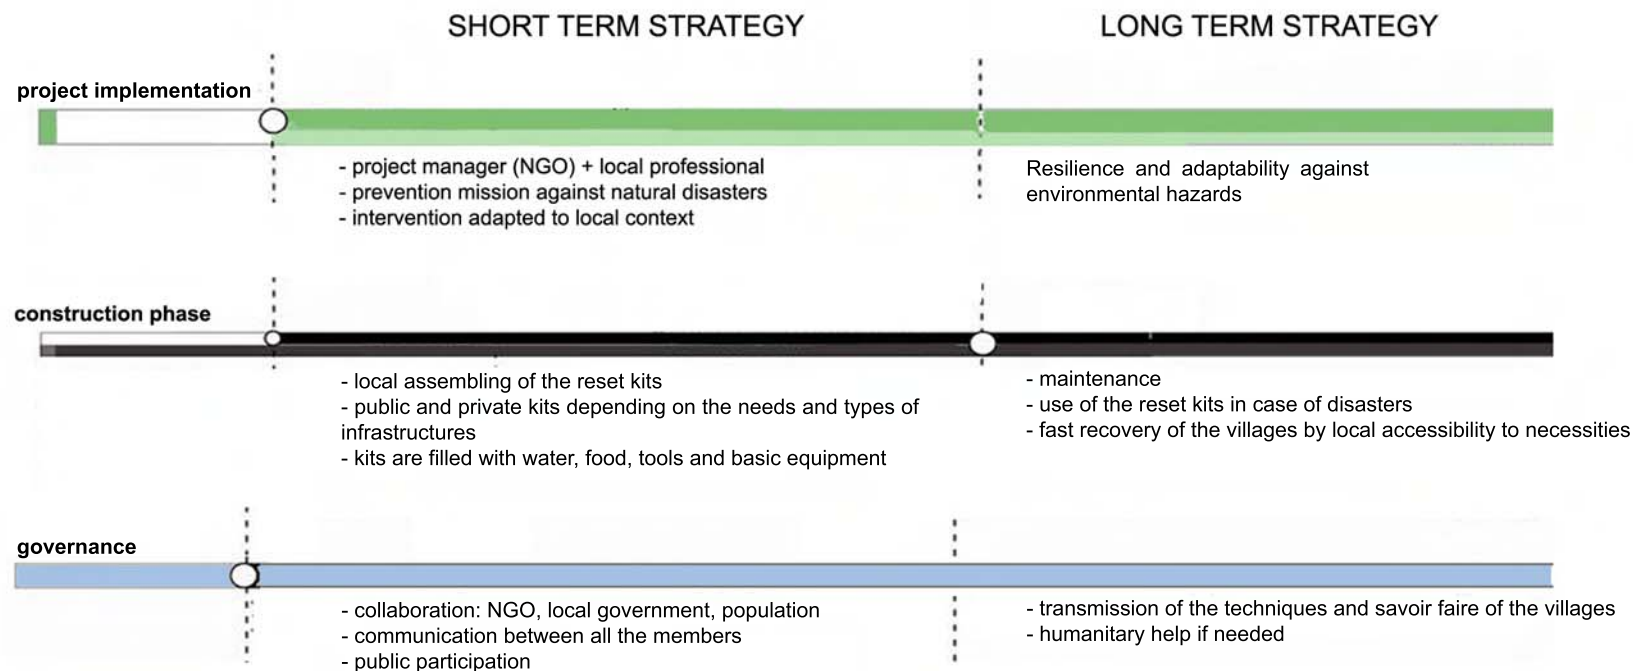 SHORT TERM STRATEGY
LONG TERM STRATEGY
project implementation
- project manager (NGO) + local professional
- prevention mission against natural disasters
- intervention adapted to local context
Resilience and adaptability against
environmental hazards
construction phase
- local assembling of the reset kits
- public and private kits depending on the needs and types of
infrastructures
- kits are filled with water, food, tools and basic equipment
- maintenance
- use of the reset kits in case of disasters
- fast recovery of the villages by local accessibility to necessities
governance
- collaboration: NGO, local government, population
- communication between all the members
- public participation
- transmission of the techniques and savoir faire of the villages
- humanitary help if needed